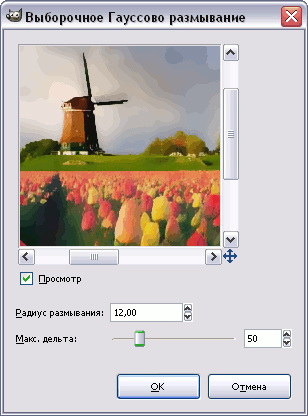 Выборочное Гауссово размывание
Просмотр
Радиус размывания: 12,00
Макс. дельта: 50
OK Отмена